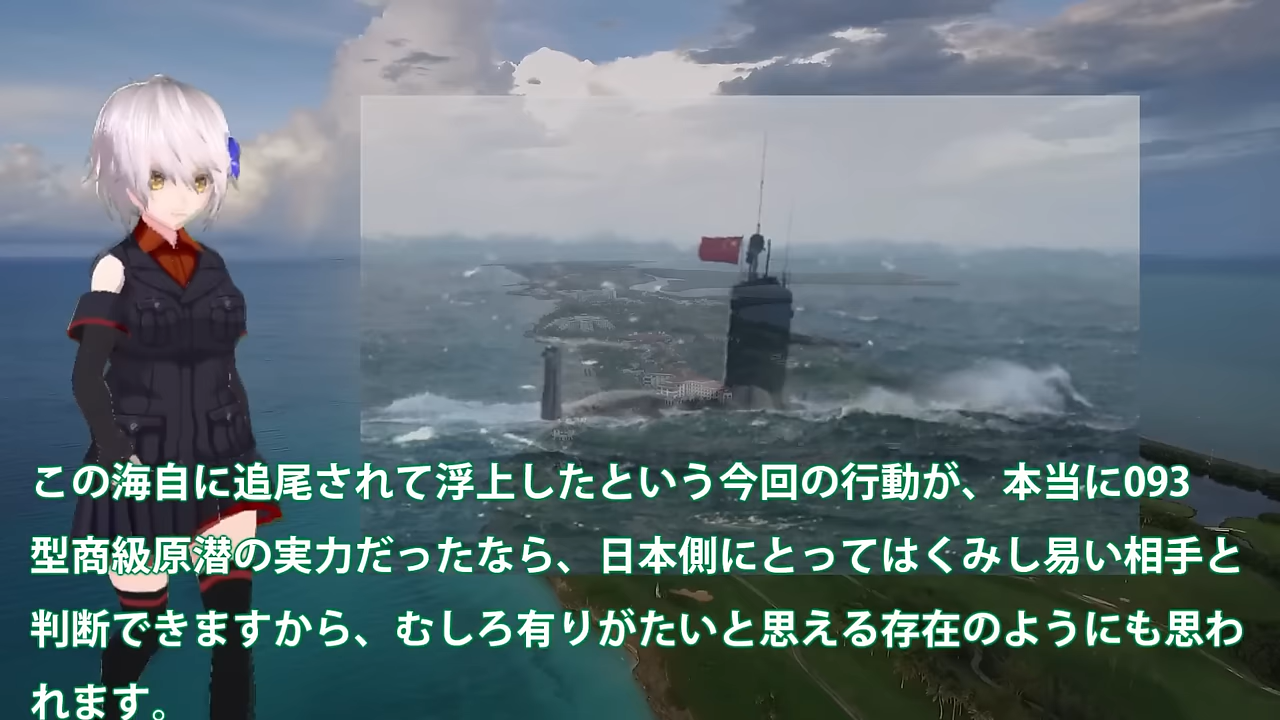 この海自に追尾されて浮上したという今回の行動が、本当に093
型商級原潜の実力だったなら、日本側にとってはくみし易い相手と
判断できますから、むしろ有りがたいと思える存在のようにも思わ
れます。